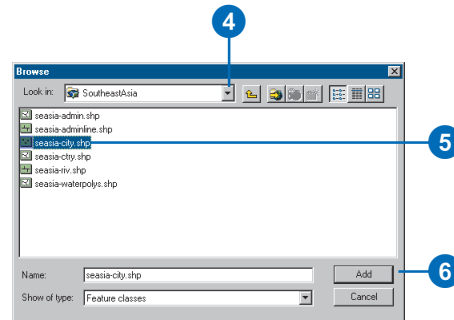 4
Browse
Look in: SoutheastAsia
seasia-admin.shp
seasia-adminline.shp
seasia-city.shp
5
seasia-ctry.shp
seasia-riv.shp
seasia-waterpolys.shp
Name: seasia-city.shp Add
6
Show of type: Feature classes Cancel